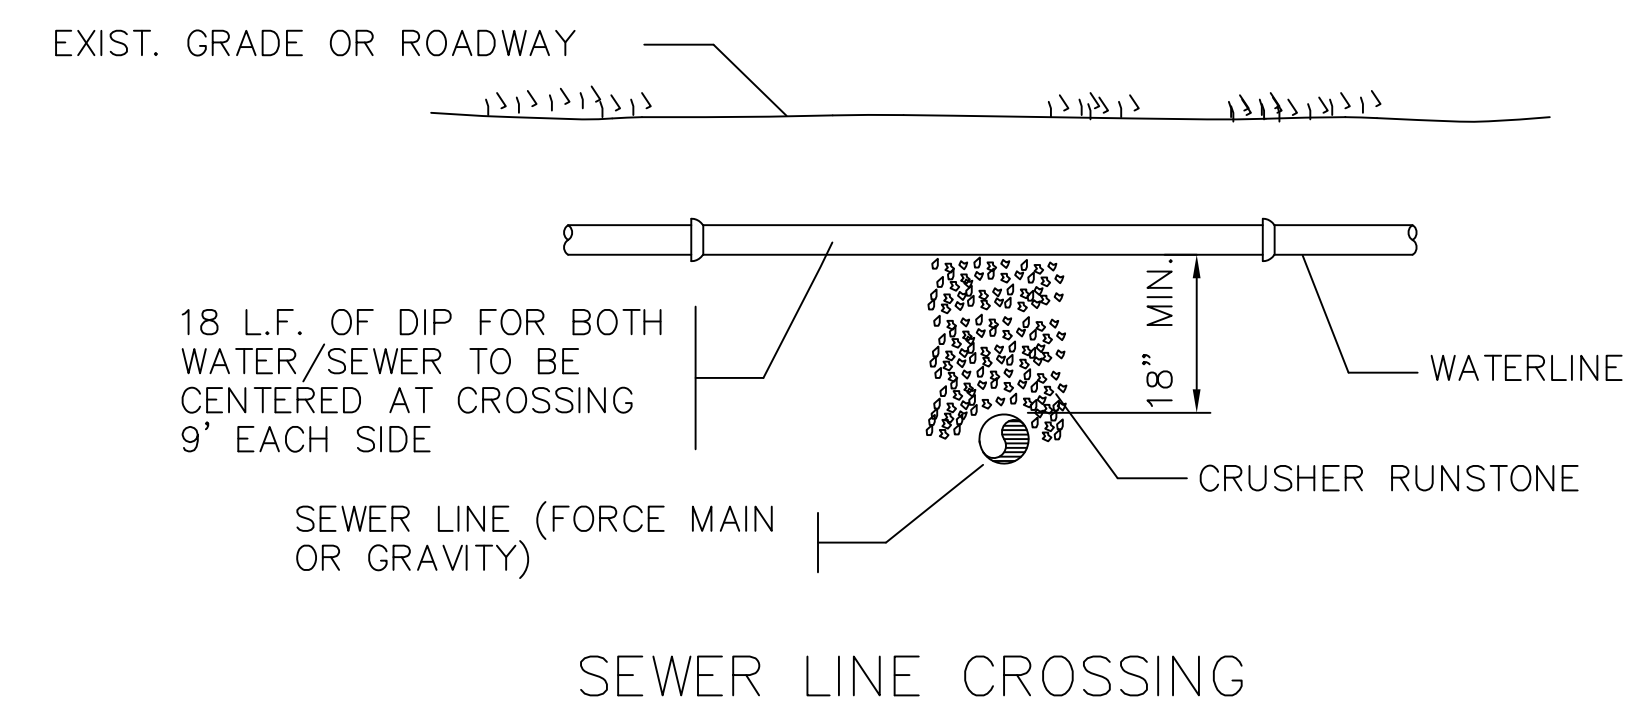 EXIST. GRADE OR ROADWAY
18 L.F. OF DIP FOR BOTH
WATER/SEWER TO BE
CENTERED AT CROSSING
9' EACH SIDE
18" MIN.
WATERLINE
CRUSHER RUNSTONE
SEWER LINE (FORCE MAIN
OR GRAVITY)
SEWER LINE CROSSING